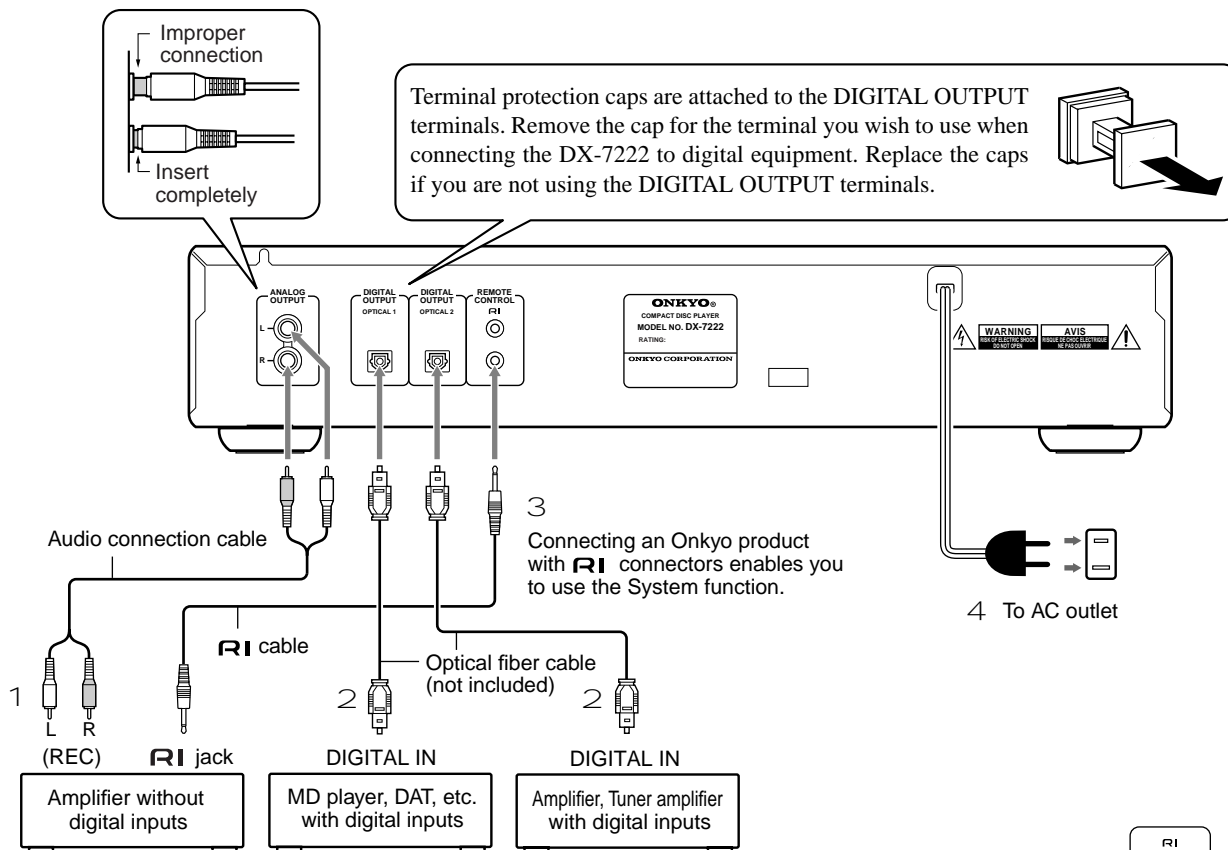 Improper
connection
Insert
completely
Terminal protection caps are attached to the DIGITAL OUTPUT
terminals. Remove the cap for the terminal you wish to use when
connecting the DX-7222 to digital equipment. Replace the caps
if you are not using the DIGITAL OUTPUT terminals.
ANALOG
OUTPUT
L
R
DIGITAL
OUTPUT
OPTICAL 1
DIGITAL
OUTPUT
OPTICAL 2
REMOTE
CONTROL
RI
ONKYO®
COMPACT DISC PLAYER
MODEL NO. DX-7222
RATING:
ONKYO CORPORATION
WARNING
RISK OF ELECTRIC SHOCK
DO NOT OPEN
AVIS
RISQUE DE CHOC ELECTRIQUE
NE PAS OUVRIR
Audio connection cable
3
Connecting an Onkyo product
with RI connectors enables you
to use the System function.
4 To AC outlet
RI cable
Optical fiber cable
(not included)
1
L R
(REC)
RI jack
2
DIGITAL IN
2
DIGITAL IN
Amplifier without
digital inputs
MD player, DAT, etc.
with digital inputs
Amplifier, Tuner amplifier
with digital inputs
RI